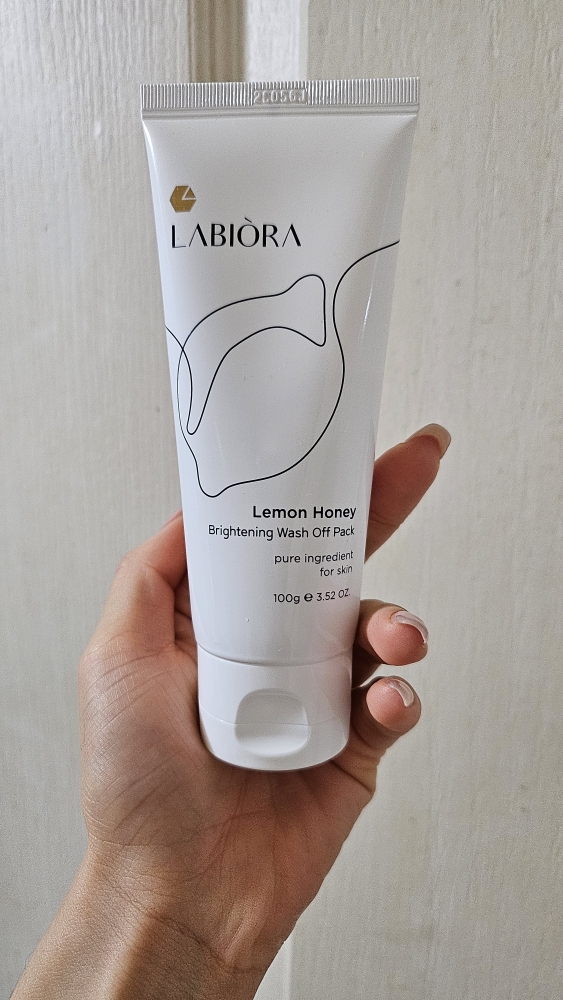 LABIÒRA
Lemon Honey
Brightening Wash Off Pack
pure ingredient
for skin
100g ℮ 3.52 OZ.